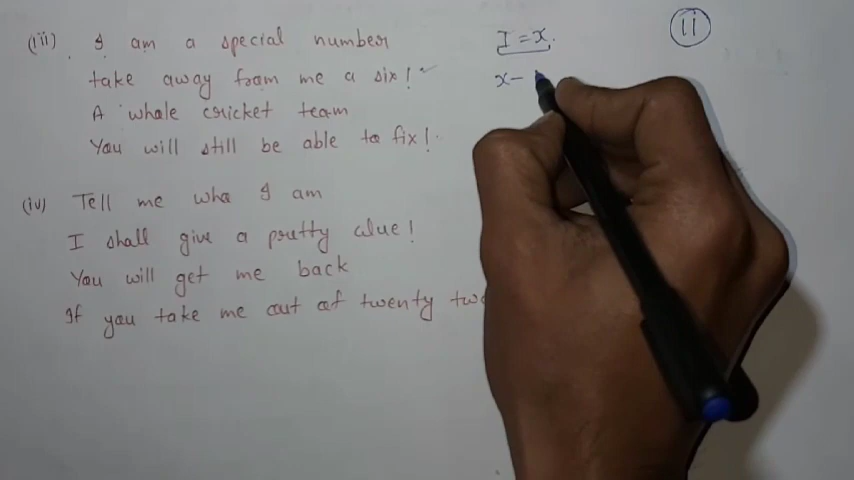 (iii) I am a special number
take away from me a six!
A whole cricket team
You will still be able to fix!
(iv) Tell me who I am
I shall give a pretty clue!
You will get me back
If you take me out of twenty
I = x.
x -
11